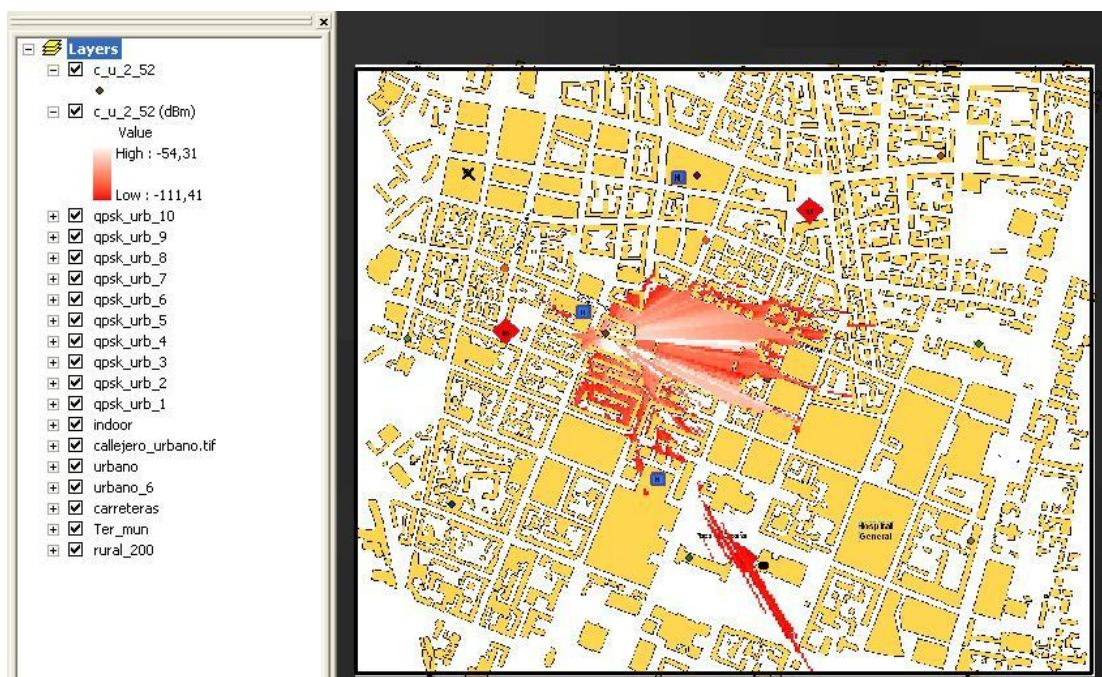 Layers
c_u_2_52
c_u_2_52 (dBm)
Value
High : -54,31
Low : -111,41
qpsk_urb_10
qpsk_urb_9
qpsk_urb_8
qpsk_urb_7
qpsk_urb_6
qpsk_urb_5
qpsk_urb_4
qpsk_urb_3
qpsk_urb_2
qpsk_urb_1
indoor
callejero_urbano.tif
urbano
urbano_6
carreteras
Ter_mun
rural_200
H
H
H
Hospital
General